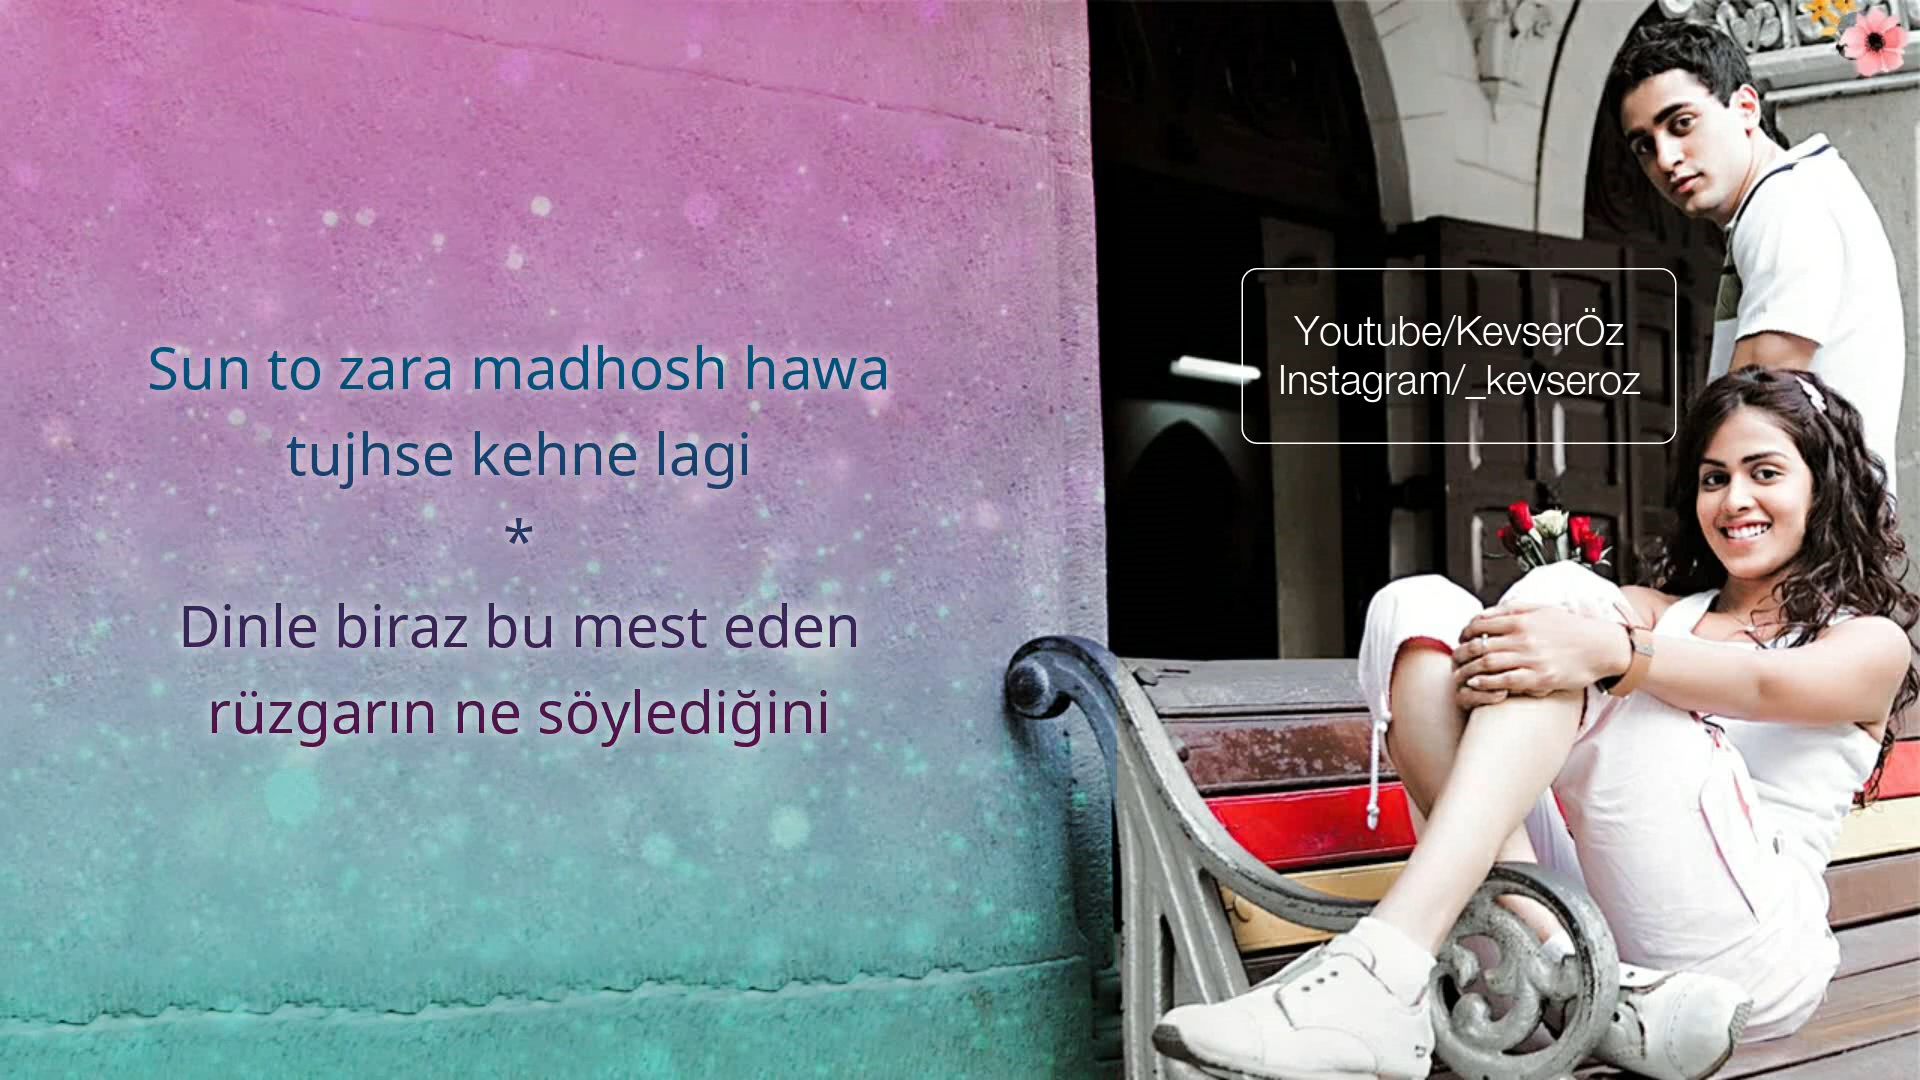 Sun to zara madhosh hawa
tujhse kehne lagi
*
Dinle biraz bu mest eden
rüzgarın ne söylediğini
Youtube/KevserÖz
Instagram/_kevseroz